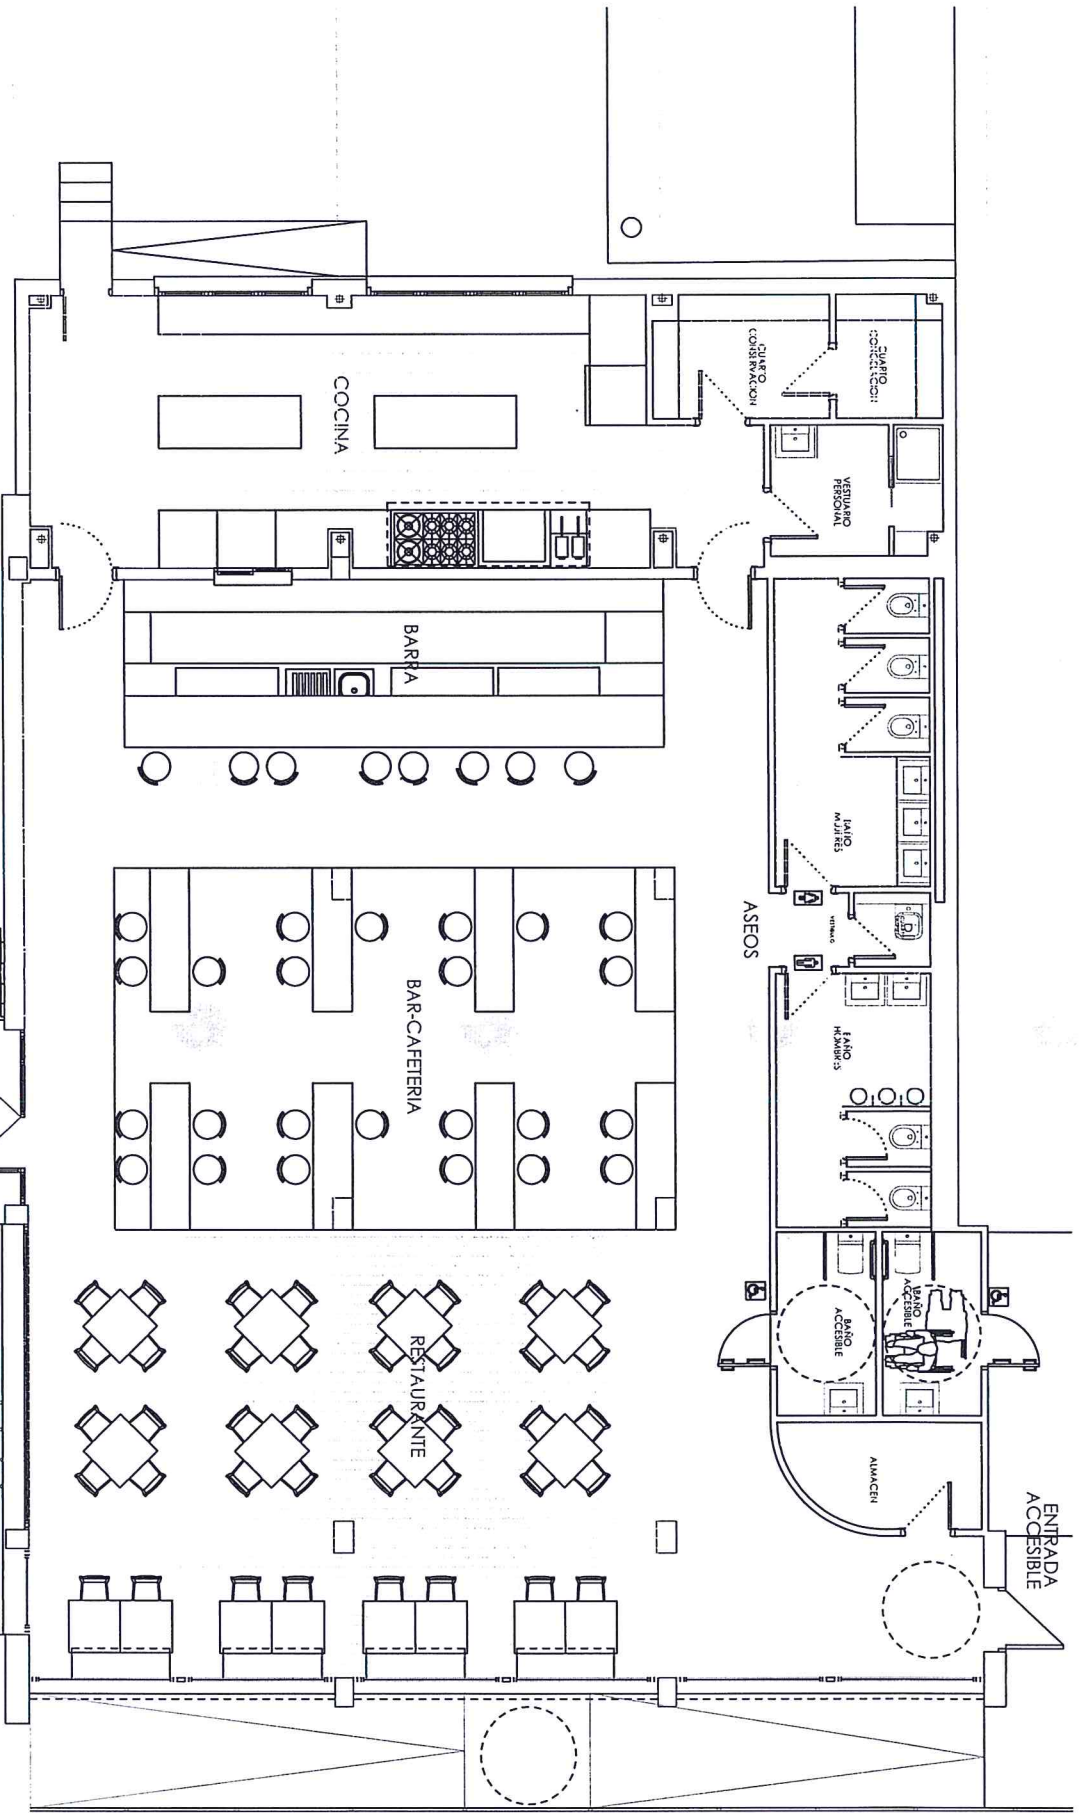 ENTRADA
ACCESIBLE
ALMACEN
BAÑO
ACCESIBLE
BAÑO
ACCESIBLE
BAÑO
HOMBRES
VESTIBULO
ASEOS
BAÑO
MUJERES
VESTUARIO
PERSONAL
CUARTO
CONGELACION
CUARTO
CONSERVACION
COCINA
BARRA
BAR-CAFETERIA
RESTAURANTE